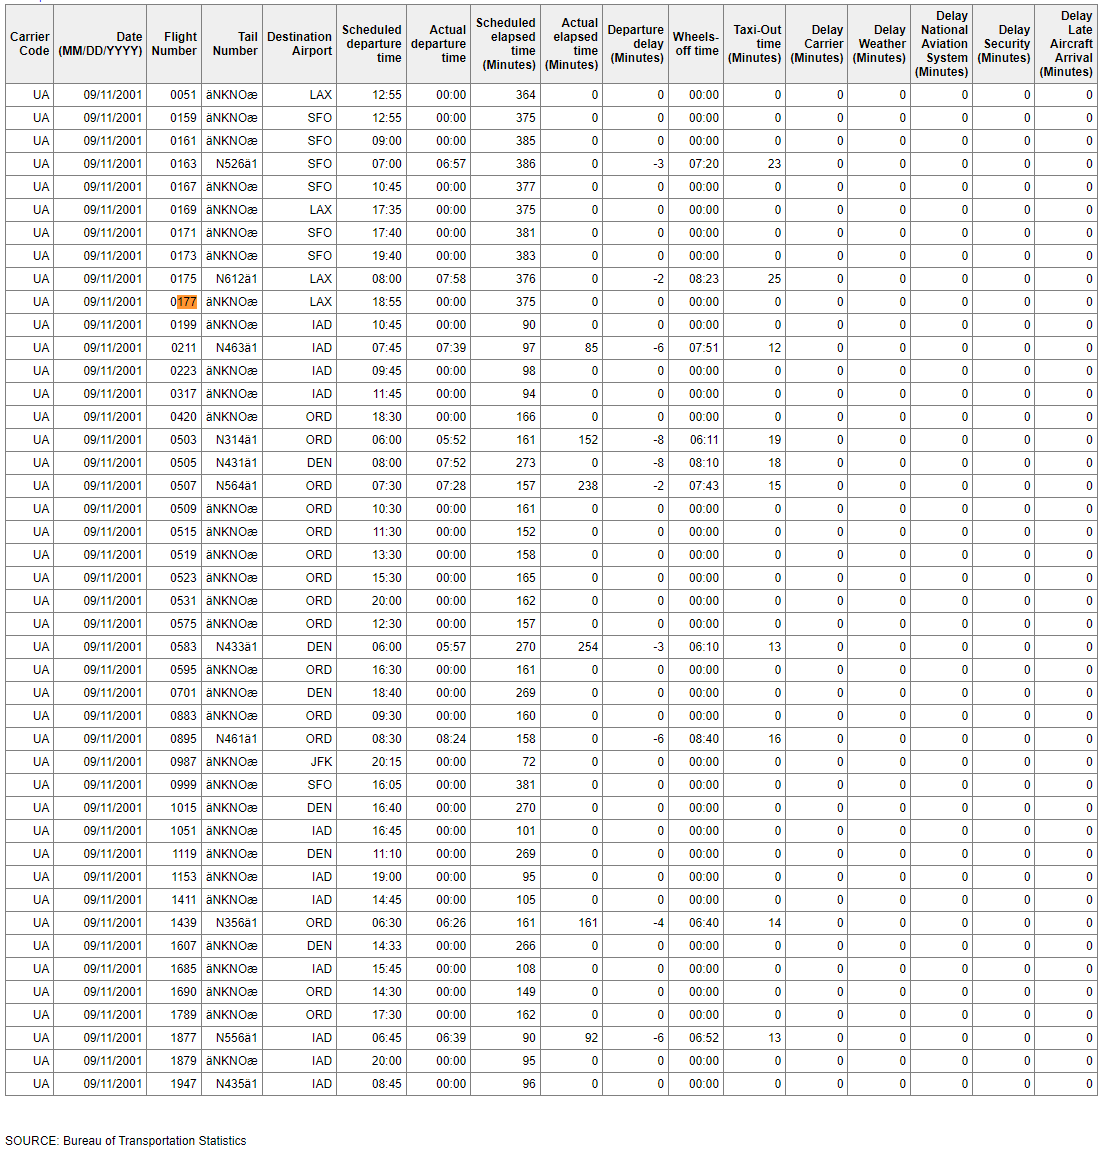 Carrier Code Date (MM/DD/YYYY) Flight Number Tail Number Destination Airport Scheduled departure time Actual departure time Scheduled elapsed time (Minutes) Actual elapsed time (Minutes) Departure delay (Minutes) Wheels-off time Taxi-Out time (Minutes) Delay Carrier (Minutes) Delay Weather (Minutes) Delay National Aviation System (Minutes) Delay Security (Minutes) Delay Late Aircraft Arrival (Minutes)
UA 09/11/2001 0051 äNKNOæ LAX 12:55 00:00 364 0 0 00:00 0 0 0 0 0 0
UA 09/11/2001 0159 äNKNOæ SFO 12:55 00:00 375 0 0 00:00 0 0 0 0 0 0
UA 09/11/2001 0161 äNKNOæ SFO 09:00 00:00 385 0 0 00:00 0 0 0 0 0 0
UA 09/11/2001 0163 N526ä1 SFO 07:00 06:57 386 0 -3 07:20 23 0 0 0 0 0
UA 09/11/2001 0167 äNKNOæ SFO 10:45 00:00 377 0 0 00:00 0 0 0 0 0 0
UA 09/11/2001 0169 äNKNOæ LAX 17:35 00:00 375 0 0 00:00 0 0 0 0 0 0
UA 09/11/2001 0171 äNKNOæ SFO 17:40 00:00 381 0 0 00:00 0 0 0 0 0 0
UA 09/11/2001 0173 äNKNOæ SFO 19:40 00:00 383 0 0 00:00 0 0 0 0 0 0
UA 09/11/2001 0175 N612ä1 LAX 08:00 07:58 376 0 -2 08:23 25 0 0 0 0 0
UA 09/11/2001 0177 äNKNOæ LAX 18:55 00:00 375 0 0 00:00 0 0 0 0 0 0
UA 09/11/2001 0199 äNKNOæ IAD 10:45 00:00 90 0 0 00:00 0 0 0 0 0 0
UA 09/11/2001 0211 N463ä1 IAD 07:45 07:39 97 85 -6 07:51 12 0 0 0 0 0
UA 09/11/2001 0223 äNKNOæ IAD 09:45 00:00 98 0 0 00:00 0 0 0 0 0 0
UA 09/11/2001 0317 äNKNOæ IAD 11:45 00:00 94 0 0 00:00 0 0 0 0 0 0
UA 09/11/2001 0420 äNKNOæ ORD 18:30 00:00 166 0 0 00:00 0 0 0 0 0 0
UA 09/11/2001 0503 N314ä1 ORD 06:00 05:52 161 152 -8 06:11 19 0 0 0 0 0
UA 09/11/2001 0505 N431ä1 DEN 08:00 07:52 273 0 -8 08:10 18 0 0 0 0 0
UA 09/11/2001 0507 N564ä1 ORD 07:30 07:28 157 238 -2 07:43 15 0 0 0 0 0
UA 09/11/2001 0509 äNKNOæ ORD 10:30 00:00 161 0 0 00:00 0 0 0 0 0 0
UA 09/11/2001 0515 äNKNOæ ORD 11:30 00:00 152 0 0 00:00 0 0 0 0 0 0
UA 09/11/2001 0519 äNKNOæ ORD 13:30 00:00 158 0 0 00:00 0 0 0 0 0 0
UA 09/11/2001 0523 äNKNOæ ORD 15:30 00:00 165 0 0 00:00 0 0 0 0 0 0
UA 09/11/2001 0531 äNKNOæ ORD 20:00 00:00 162 0 0 00:00 0 0 0 0 0 0
UA 09/11/2001 0575 äNKNOæ ORD 12:30 00:00 157 0 0 00:00 0 0 0 0 0 0
UA 09/11/2001 0583 N433ä1 DEN 06:00 05:57 270 254 -3 06:10 13 0 0 0 0 0
UA 09/11/2001 0595 äNKNOæ ORD 16:30 00:00 161 0 0 00:00 0 0 0 0 0 0
UA 09/11/2001 0701 äNKNOæ DEN 18:40 00:00 269 0 0 00:00 0 0 0 0 0 0
UA 09/11/2001 0883 äNKNOæ ORD 09:30 00:00 160 0 0 00:00 0 0 0 0 0 0
UA 09/11/2001 0895 N461ä1 ORD 08:30 08:24 158 0 -6 08:40 16 0 0 0 0 0
UA 09/11/2001 0987 äNKNOæ JFK 20:15 00:00 72 0 0 00:00 0 0 0 0 0 0
UA 09/11/2001 0999 äNKNOæ SFO 16:05 00:00 381 0 0 00:00 0 0 0 0 0 0
UA 09/11/2001 1015 äNKNOæ DEN 16:40 00:00 270 0 0 00:00 0 0 0 0 0 0
UA 09/11/2001 1051 äNKNOæ IAD 16:45 00:00 101 0 0 00:00 0 0 0 0 0 0
UA 09/11/2001 1119 äNKNOæ DEN 11:10 00:00 269 0 0 00:00 0 0 0 0 0 0
UA 09/11/2001 1153 äNKNOæ IAD 19:00 00:00 95 0 0 00:00 0 0 0 0 0 0
UA 09/11/2001 1411 äNKNOæ IAD 14:45 00:00 105 0 0 00:00 0 0 0 0 0 0
UA 09/11/2001 1439 N356ä1 ORD 06:30 06:26 161 161 -4 06:40 14 0 0 0 0 0
UA 09/11/2001 1607 äNKNOæ DEN 14:33 00:00 266 0 0 00:00 0 0 0 0 0 0
UA 09/11/2001 1685 äNKNOæ IAD 15:45 00:00 108 0 0 00:00 0 0 0 0 0 0
UA 09/11/2001 1690 äNKNOæ ORD 14:30 00:00 149 0 0 00:00 0 0 0 0 0 0
UA 09/11/2001 1789 äNKNOæ ORD 17:30 00:00 162 0 0 00:00 0 0 0 0 0 0
UA 09/11/2001 1877 N556ä1 IAD 06:45 06:39 90 92 -6 06:52 13 0 0 0 0 0
UA 09/11/2001 1879 äNKNOæ IAD 20:00 00:00 95 0 0 00:00 0 0 0 0 0 0
UA 09/11/2001 1947 N435ä1 IAD 08:45 00:00 96 0 0 00:00 0 0 0 0 0 0
SOURCE: Bureau of Transportation Statistics